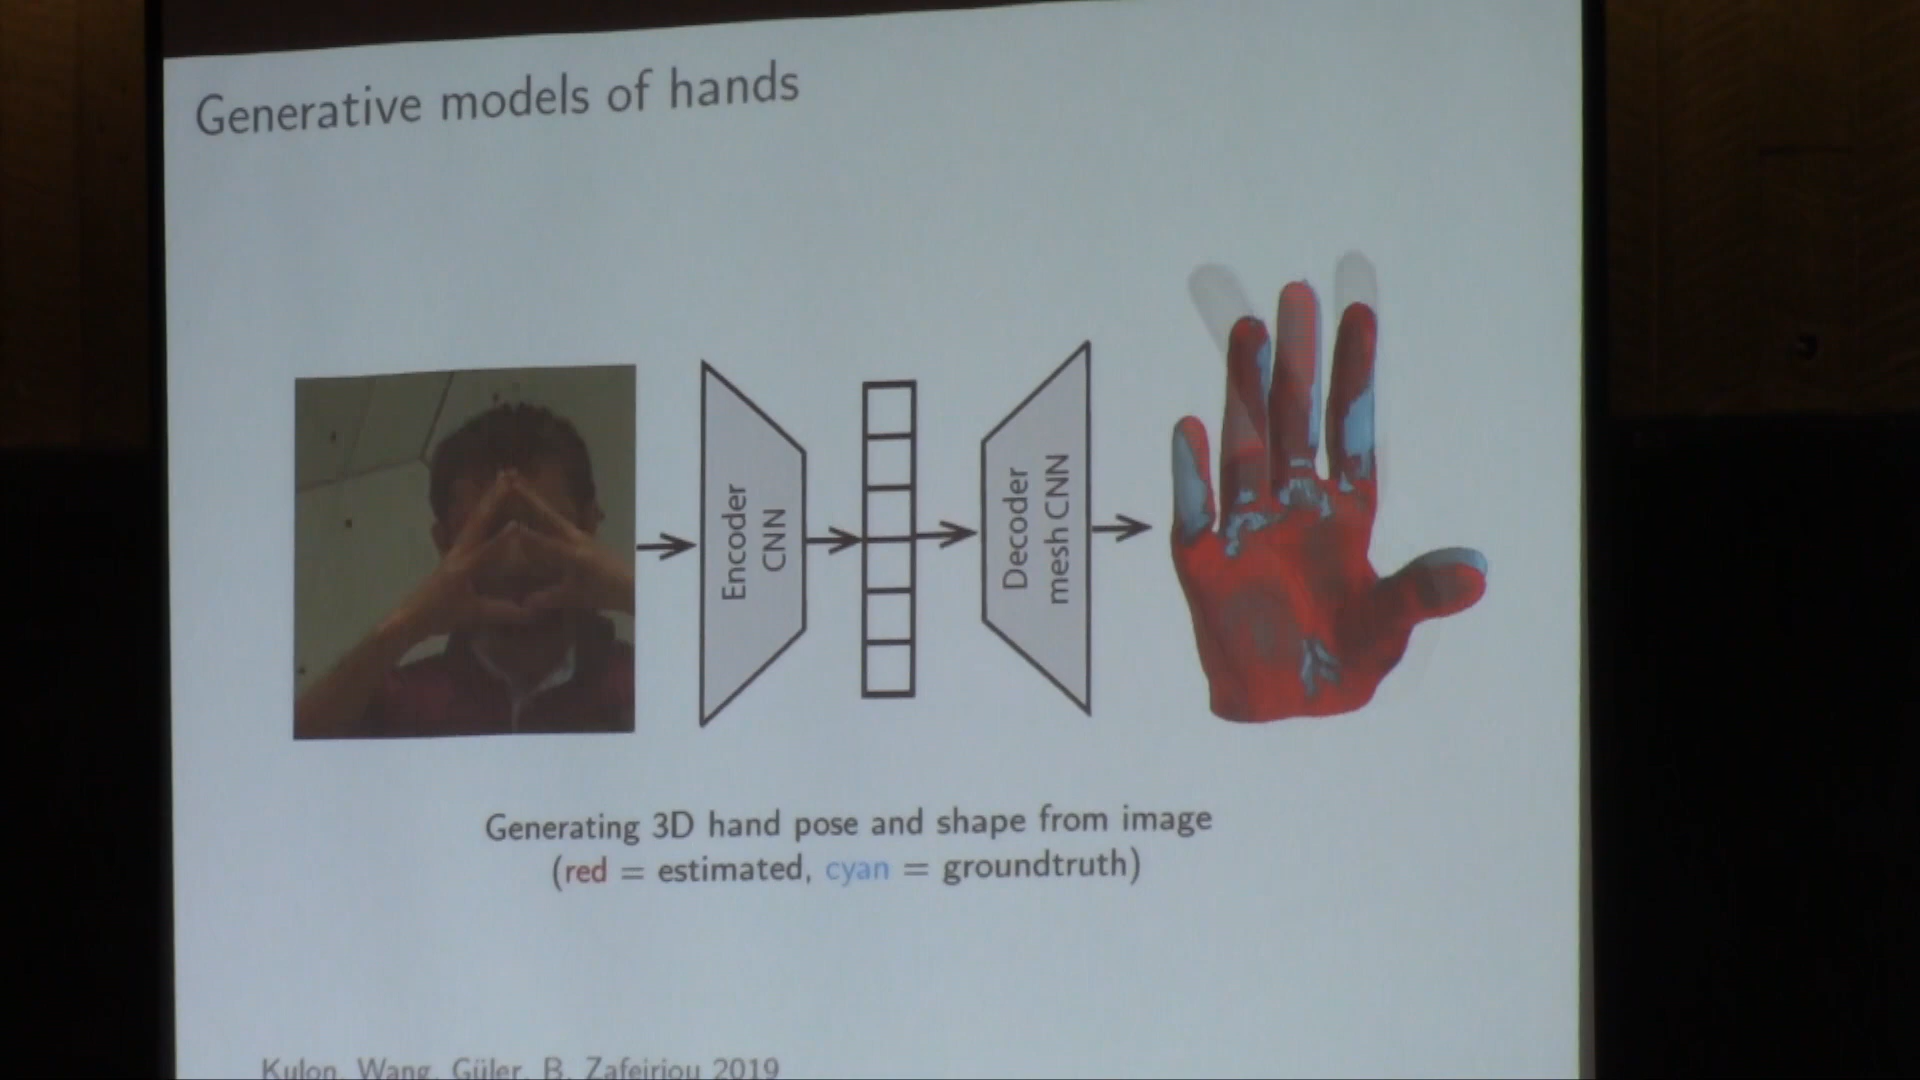 Generative models of hands
Encoder
CNN
Decoder
mesh CNN
Generating 3D hand pose and shape from image
(red = estimated, cyan = groundtruth)
Kulon, Wang, Güler, B, Zafeiriou 2019